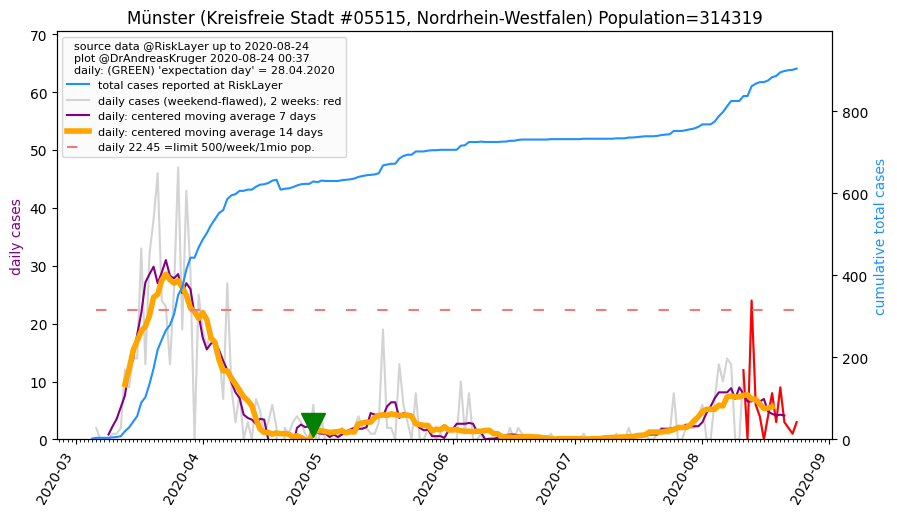 Münster (Kreisfreie Stadt #05515, Nordrhein-Westfalen) Population=314319
source data @RiskLayer up to 2020-08-24
plot @DrAndreasKruger 2020-08-24 00:37
daily: (GREEN) 'expectation day' = 28.04.2020
total cases reported at RiskLayer
daily cases (weekend-flawed), 2 weeks: red
daily: centered moving average 7 days
daily: centered moving average 14 days
daily 22.45 =limit 500/week/1mio pop.
daily cases
70
60
50
40
30
20
10
0
cumulative total cases
800
600
400
200
0
2020-03
2020-04
2020-05
2020-06
2020-07
2020-08
2020-09